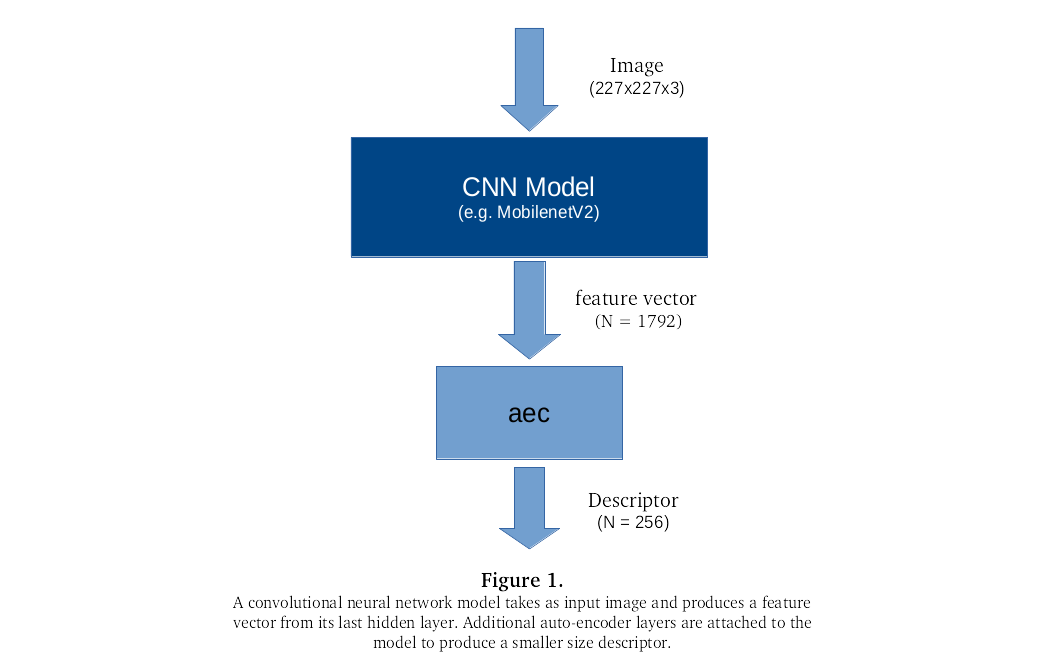 Image
(227x227x3)
CNN Model
(e.g. MobilenetV2)
feature vector
(N = 1792)
aec
Descriptor
(N = 256)
Figure 1.
A convolutional neural network model takes as input image and produces a feature
vector from its last hidden layer. Additional auto-encoder layers are attached to the
model to produce a smaller size descriptor.